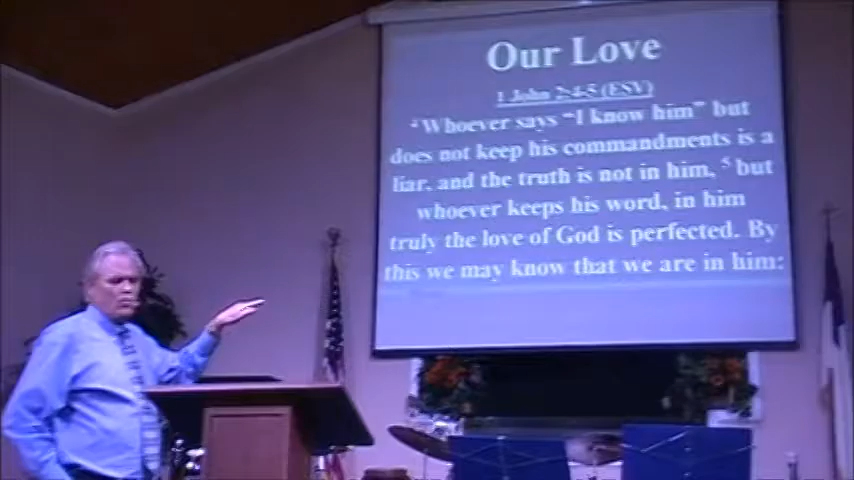 Our Love
1 John 2:4-5 (ESV)
4 Whoever says “I know him” but
does not keep his commandments is a
liar, and the truth is not in him, 5 but
whoever keeps his word, in him
truly the love of God is perfected. By
this we may know that we are in him: